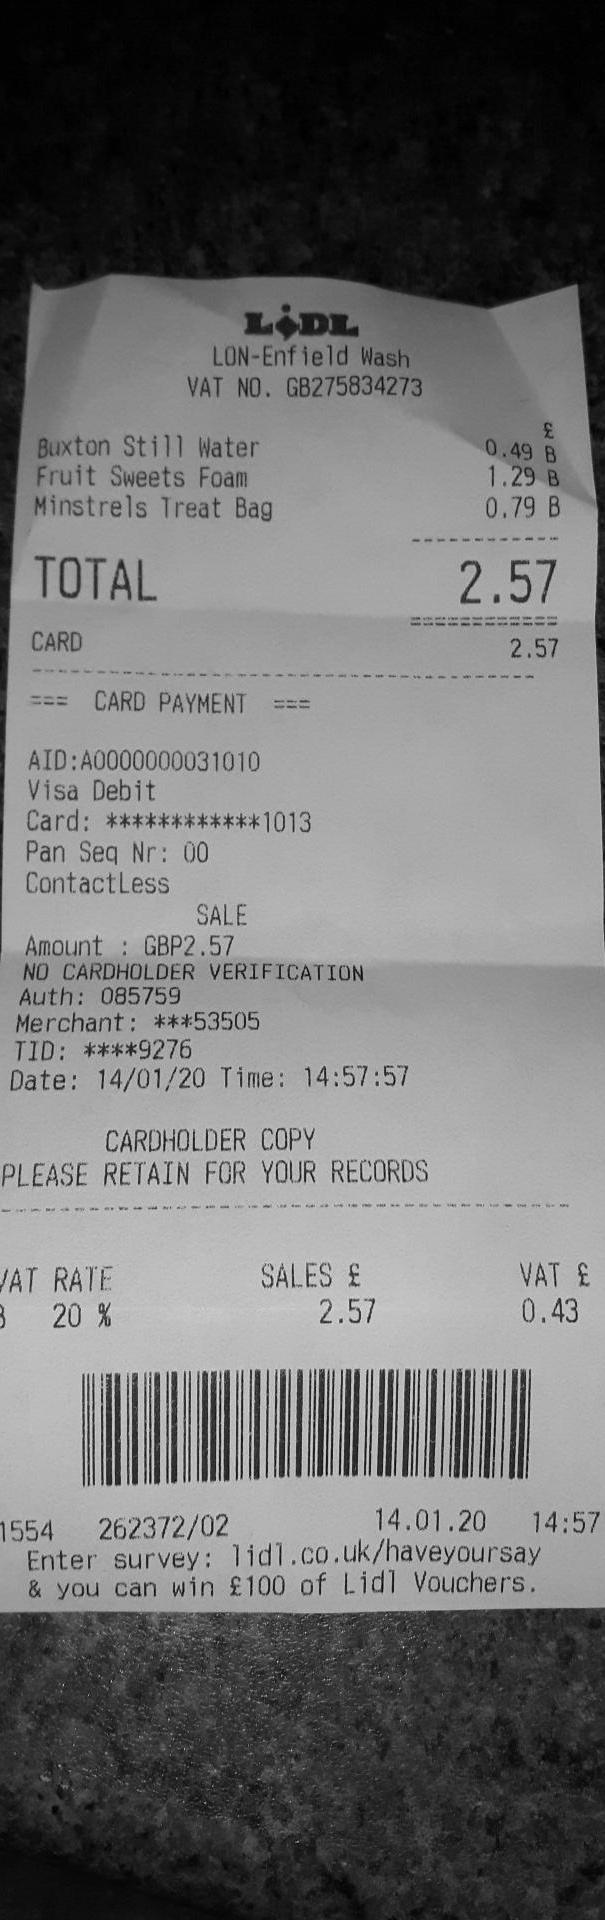 LiDL
LON-Enfield Wash
VAT NO. GB275834273
£
Buxton Still Water 0.49 B
Fruit Sweets Foam 1.29 B
Minstrels Treat Bag 0.79 B
------------
TOTAL 2.57
============
CARD 2.57
------------------------------------------
=== CARD PAYMENT ===
AID:A0000000031010
Visa Debit
Card: ************1013
Pan Seq Nr: 00
ContactLess
SALE
Amount : GBP2.57
NO CARDHOLDER VERIFICATION
Auth: 085759
Merchant: ***53505
TID: ****9276
Date: 14/01/20 Time: 14:57:57
CARDHOLDER COPY
PLEASE RETAIN FOR YOUR RECORDS
------------------------------------------
VAT RATE SALES £ VAT £
B 20 % 2.57 0.43
1554 262372/02 14.01.20 14:57
Enter survey: lidl.co.uk/haveyoursay
& you can win £100 of Lidl Vouchers.